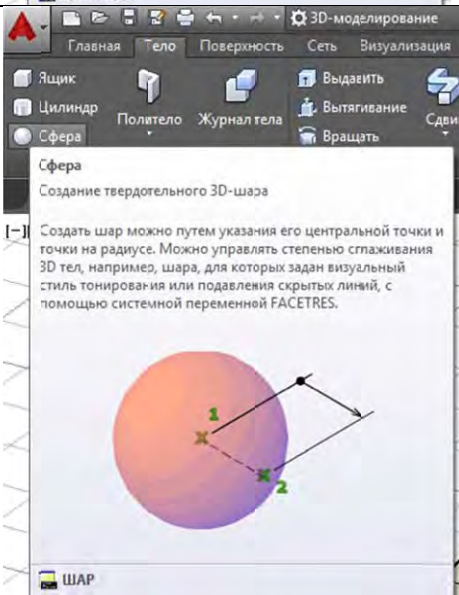 3D-моделирование
Главная Тело Поверхность Сеть Визуализация
Ящик
Цилиндр
Сфера
Политело
Журнал тела
Выдавить
Вытягивание
Вращать
Сдви
Сфера
Создание твердотельного 3D-шара
[–]
Создать шар можно путем указания его центральной точки и
точки на радиусе. Можно управлять степенью сглаживания
3D тел, например, шара, для которых задан визуальный
стиль тонирования или подавления скрытых линий, с
помощью системной переменной FACETRES.
1
2
ШАР